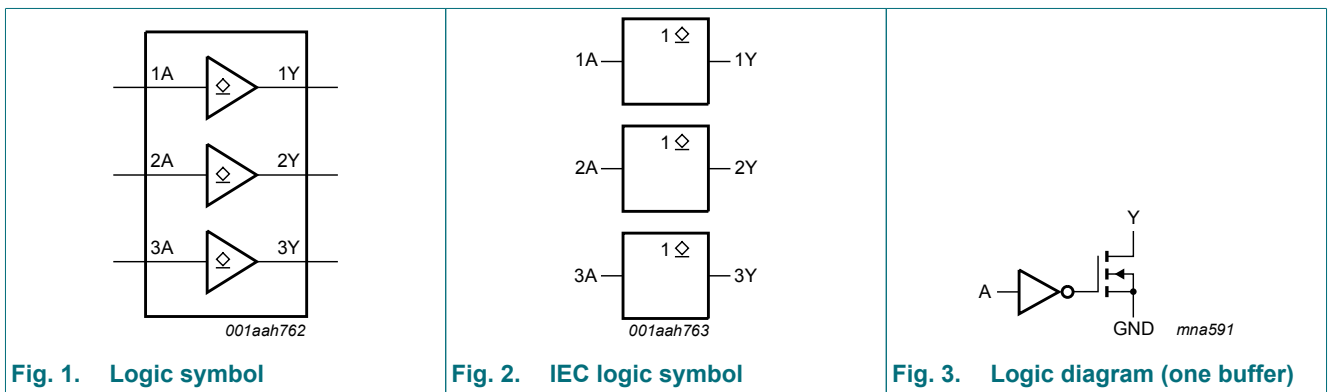 1A 1Y
2A 2Y
3A 3Y
001aah762
Fig. 1. Logic symbol
1 ◇
1A 1Y
1 ◇
2A 2Y
1 ◇
3A 3Y
001aah763
Fig. 2. IEC logic symbol
Y
A
GND mna591
Fig. 3. Logic diagram (one buffer)